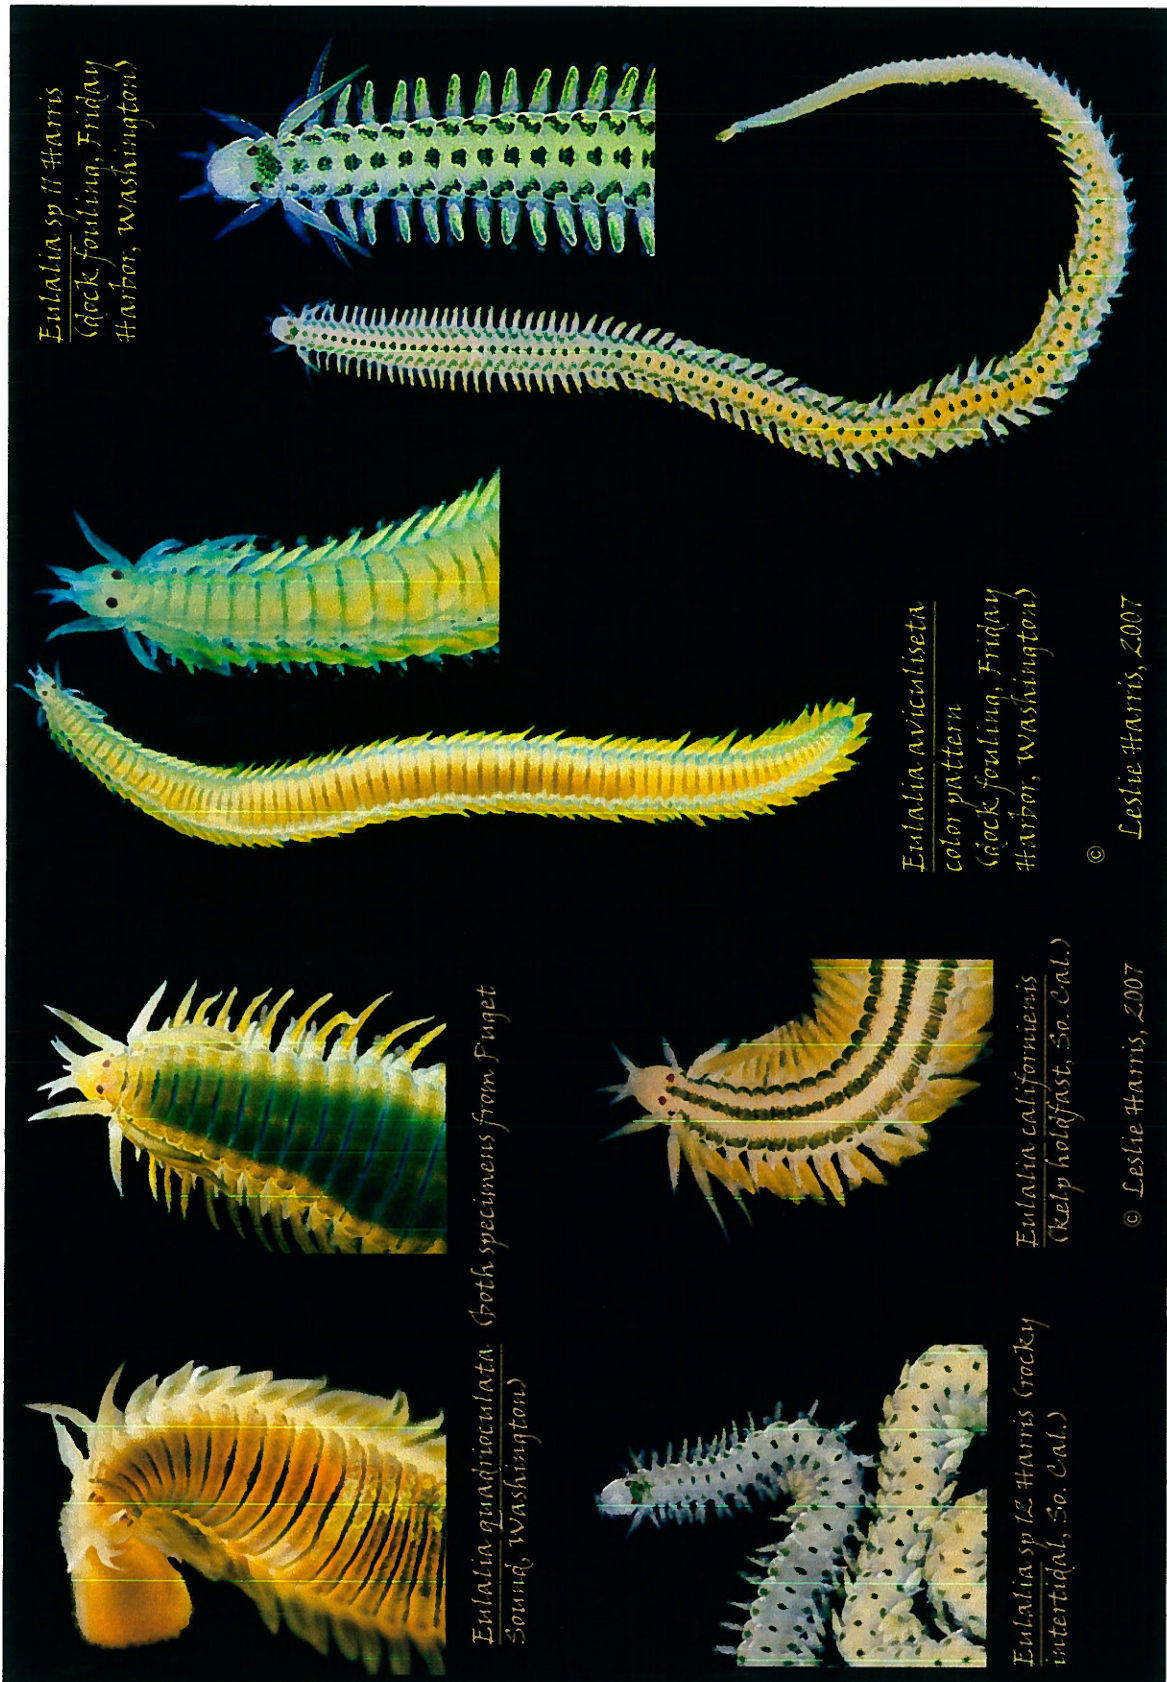 Eulalia quadrioculata (both specimens from Puget
Sound, Washington)
Eulalia sp 12 Harris (rocky
intertidal, So. Cal.)
Eulalia californiensis
(kelp holdfast, So. Cal.)
© Leslie Harris, 2007
Eulalia sp 11 Harris
(dock fouling, Friday
Harbor, Washington)
Eulalia aviculiseta
color pattern
(dock fouling, Friday
Harbor, Washington)
© Leslie Harris, 2007